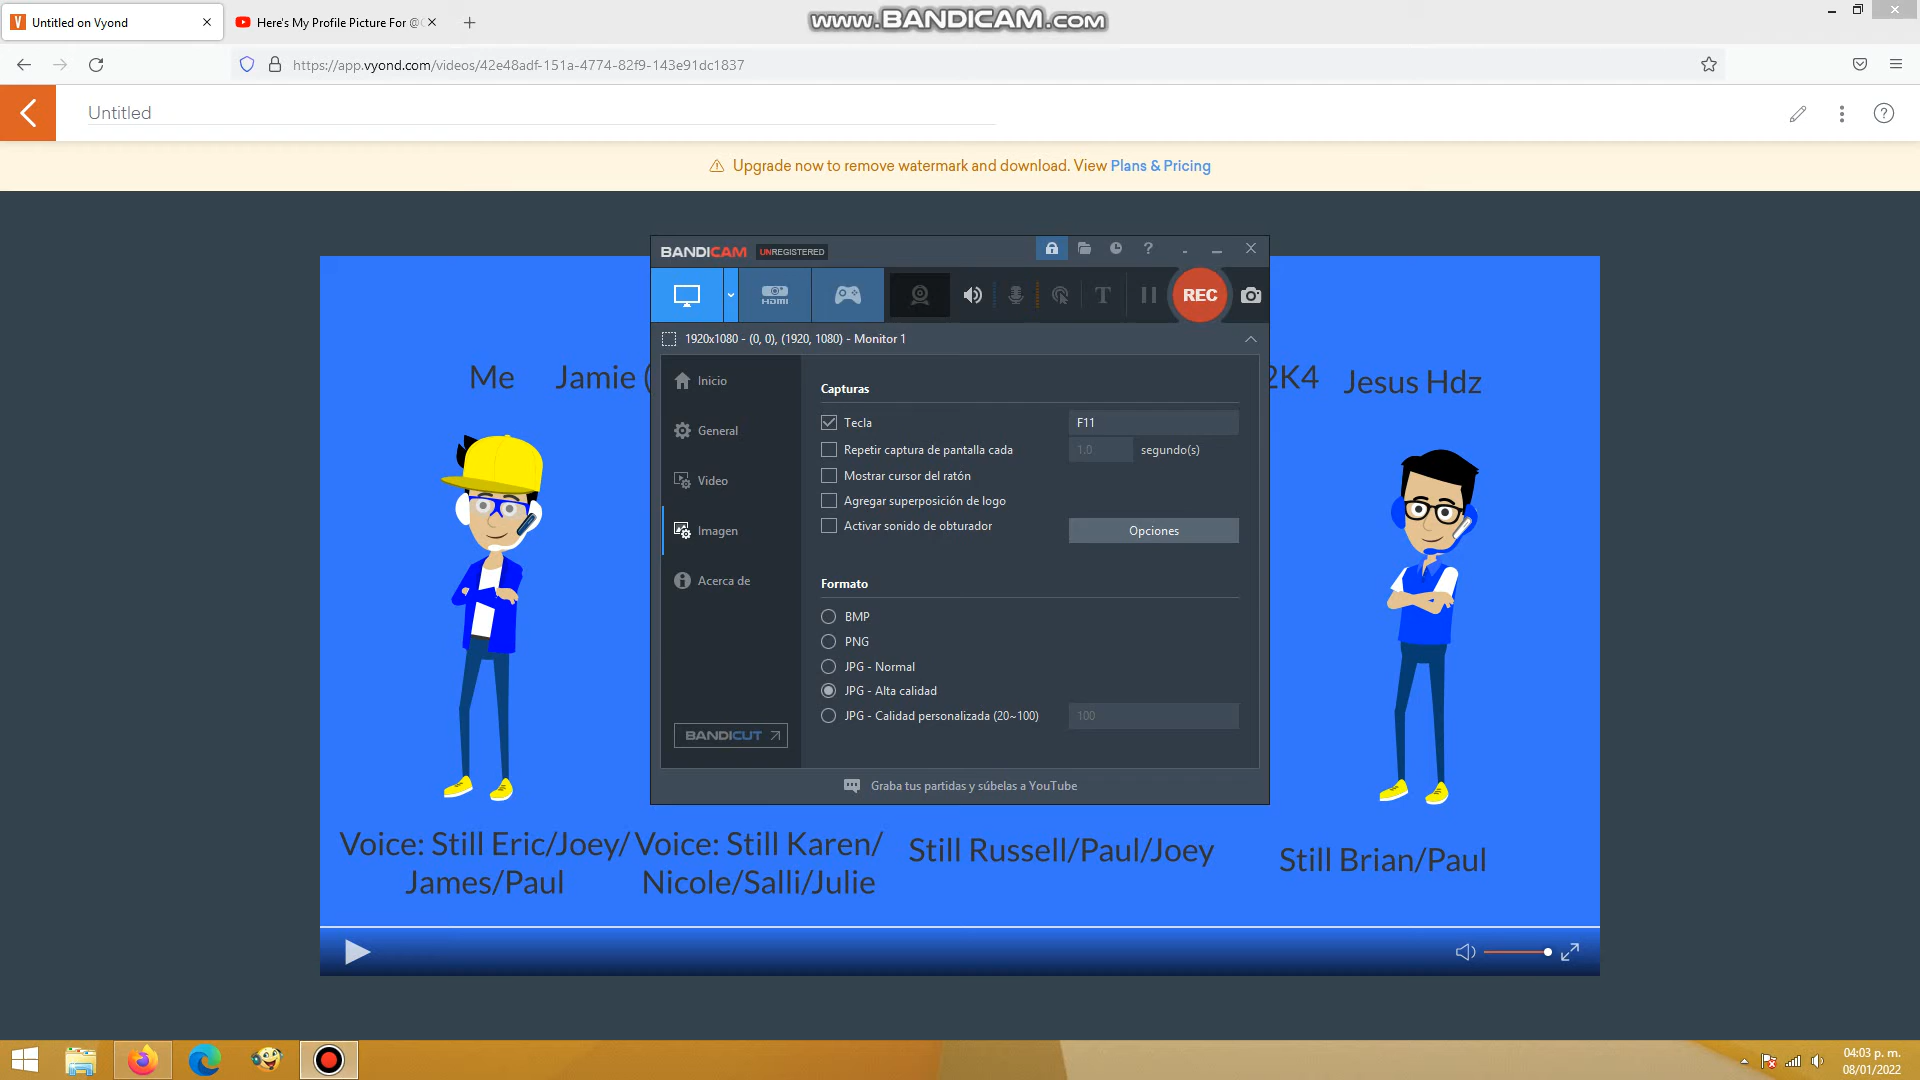 Untitled on Vyond
Here's My Profile Picture For @
www.BANDICAM.com
https://app.vyond.com/videos/42e48adf-151a-4774-82f9-143e91dc1837
Untitled
Upgrade now to remove watermark and download. View Plans & Pricing
BANDICAM UNREGISTERED
HDMI
T
REC
1920x1080 - (0, 0), (1920, 1080) - Monitor 1
Me
Jamie (
2K4
Jesus Hdz
Inicio
General
Video
Imagen
Acerca de
BANDICUT
Capturas
Tecla
F11
Repetir captura de pantalla cada
1.0
segundo(s)
Mostrar cursor del ratón
Agregar superposición de logo
Activar sonido de obturador
Opciones
Formato
BMP
PNG
JPG - Normal
JPG - Alta calidad
JPG - Calidad personalizada (20~100)
100
Graba tus partidas y súbelas a YouTube
Voice: Still Eric/Joey/
James/Paul
Voice: Still Karen/
Nicole/Salli/Julie
Still Russell/Paul/Joey
Still Brian/Paul
04:03 p. m.
08/01/2022